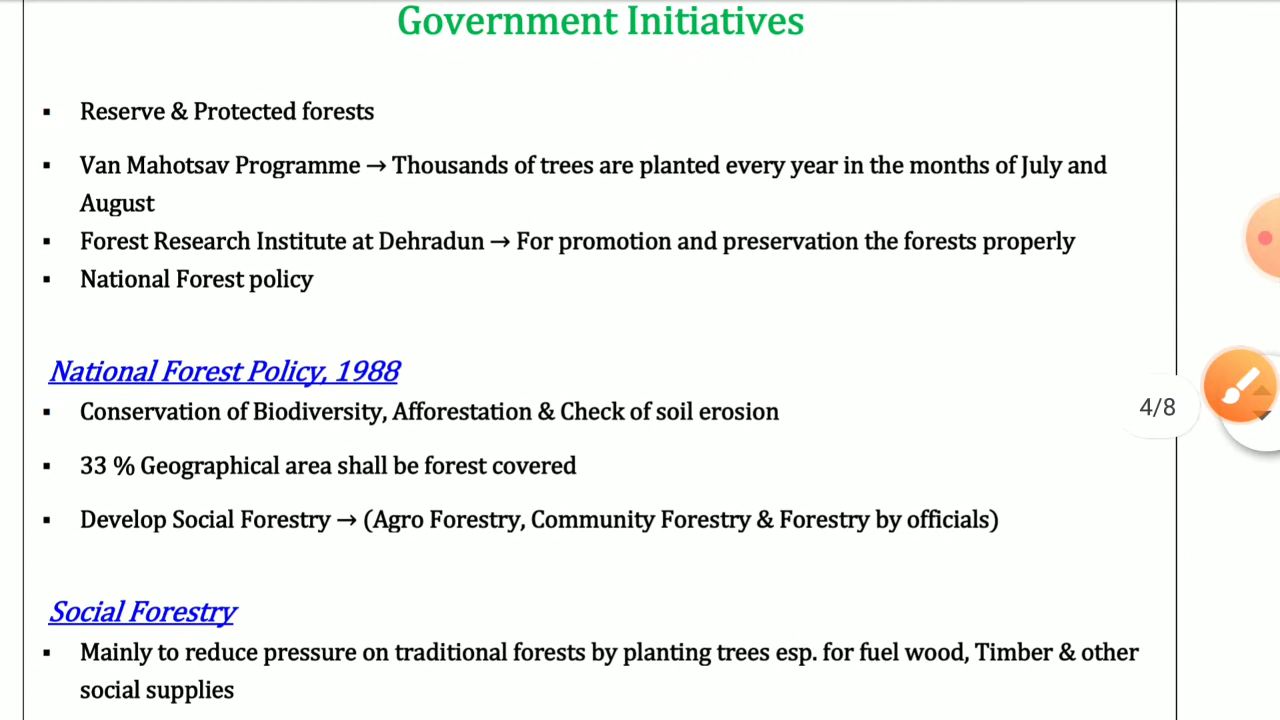 Government Initiatives
▪ Reserve & Protected forests
▪ Van Mahotsav Programme → Thousands of trees are planted every year in the months of July and
August
▪ Forest Research Institute at Dehradun → For promotion and preservation the forests properly
▪ National Forest policy
National Forest Policy, 1988
▪ Conservation of Biodiversity, Afforestation & Check of soil erosion
4/8
▪ 33 % Geographical area shall be forest covered
▪ Develop Social Forestry → (Agro Forestry, Community Forestry & Forestry by officials)
Social Forestry
▪ Mainly to reduce pressure on traditional forests by planting trees esp. for fuel wood, Timber & other
social supplies